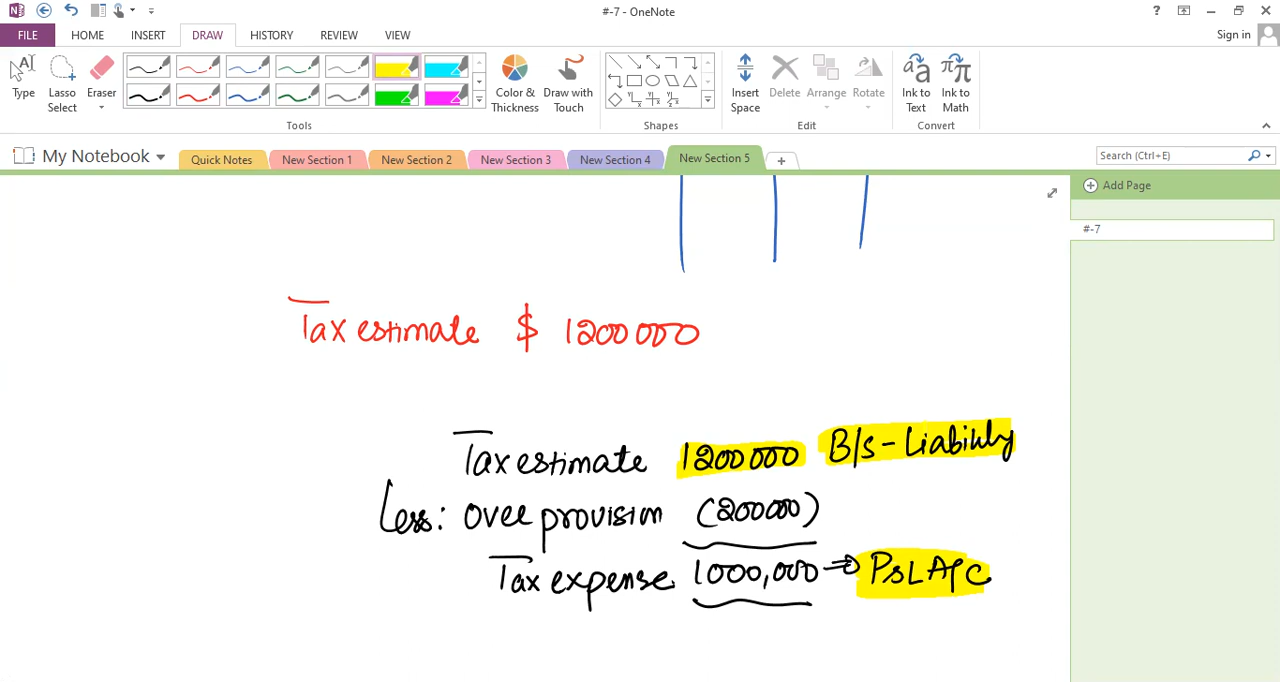 #-7 - OneNote
?
Sign in
FILE HOME INSERT DRAW HISTORY REVIEW VIEW
Type
Lasso Select
Eraser
Color & Thickness
Draw with Touch
Insert Space
Delete
Arrange
Rotate
Ink to Text
Ink to Math
Tools Shapes Edit Convert
My Notebook Quick Notes New Section 1 New Section 2 New Section 3 New Section 4 New Section 5
Search (Ctrl+E)
Add Page
#-7
Tax estimate $ 1200 000
Tax estimate 1200000 B/s - Liability
Less: Over provision (200000)
Tax expense 1000,000 ⇒ P&L A/C